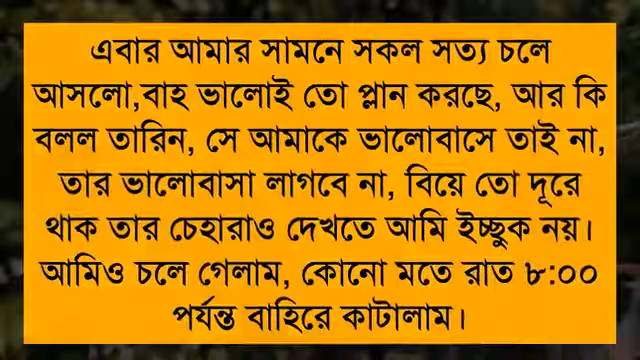 এবার আমার সামনে সকল সত্য চলে
আসলো,বাহ ভালোই তো প্লান করছে, আর কি
বলল তারিন, সে আমাকে ভালোবাসে তাই না,
তার ভালোবাসা লাগবে না, বিয়ে তো দূরে
থাক তার চেহারাও দেখতে আমি ইচ্ছুক নয়।
আমিও চলে গেলাম, কোনো মতে রাত ৮:০০
পর্যন্ত বাহিরে কাটালাম।